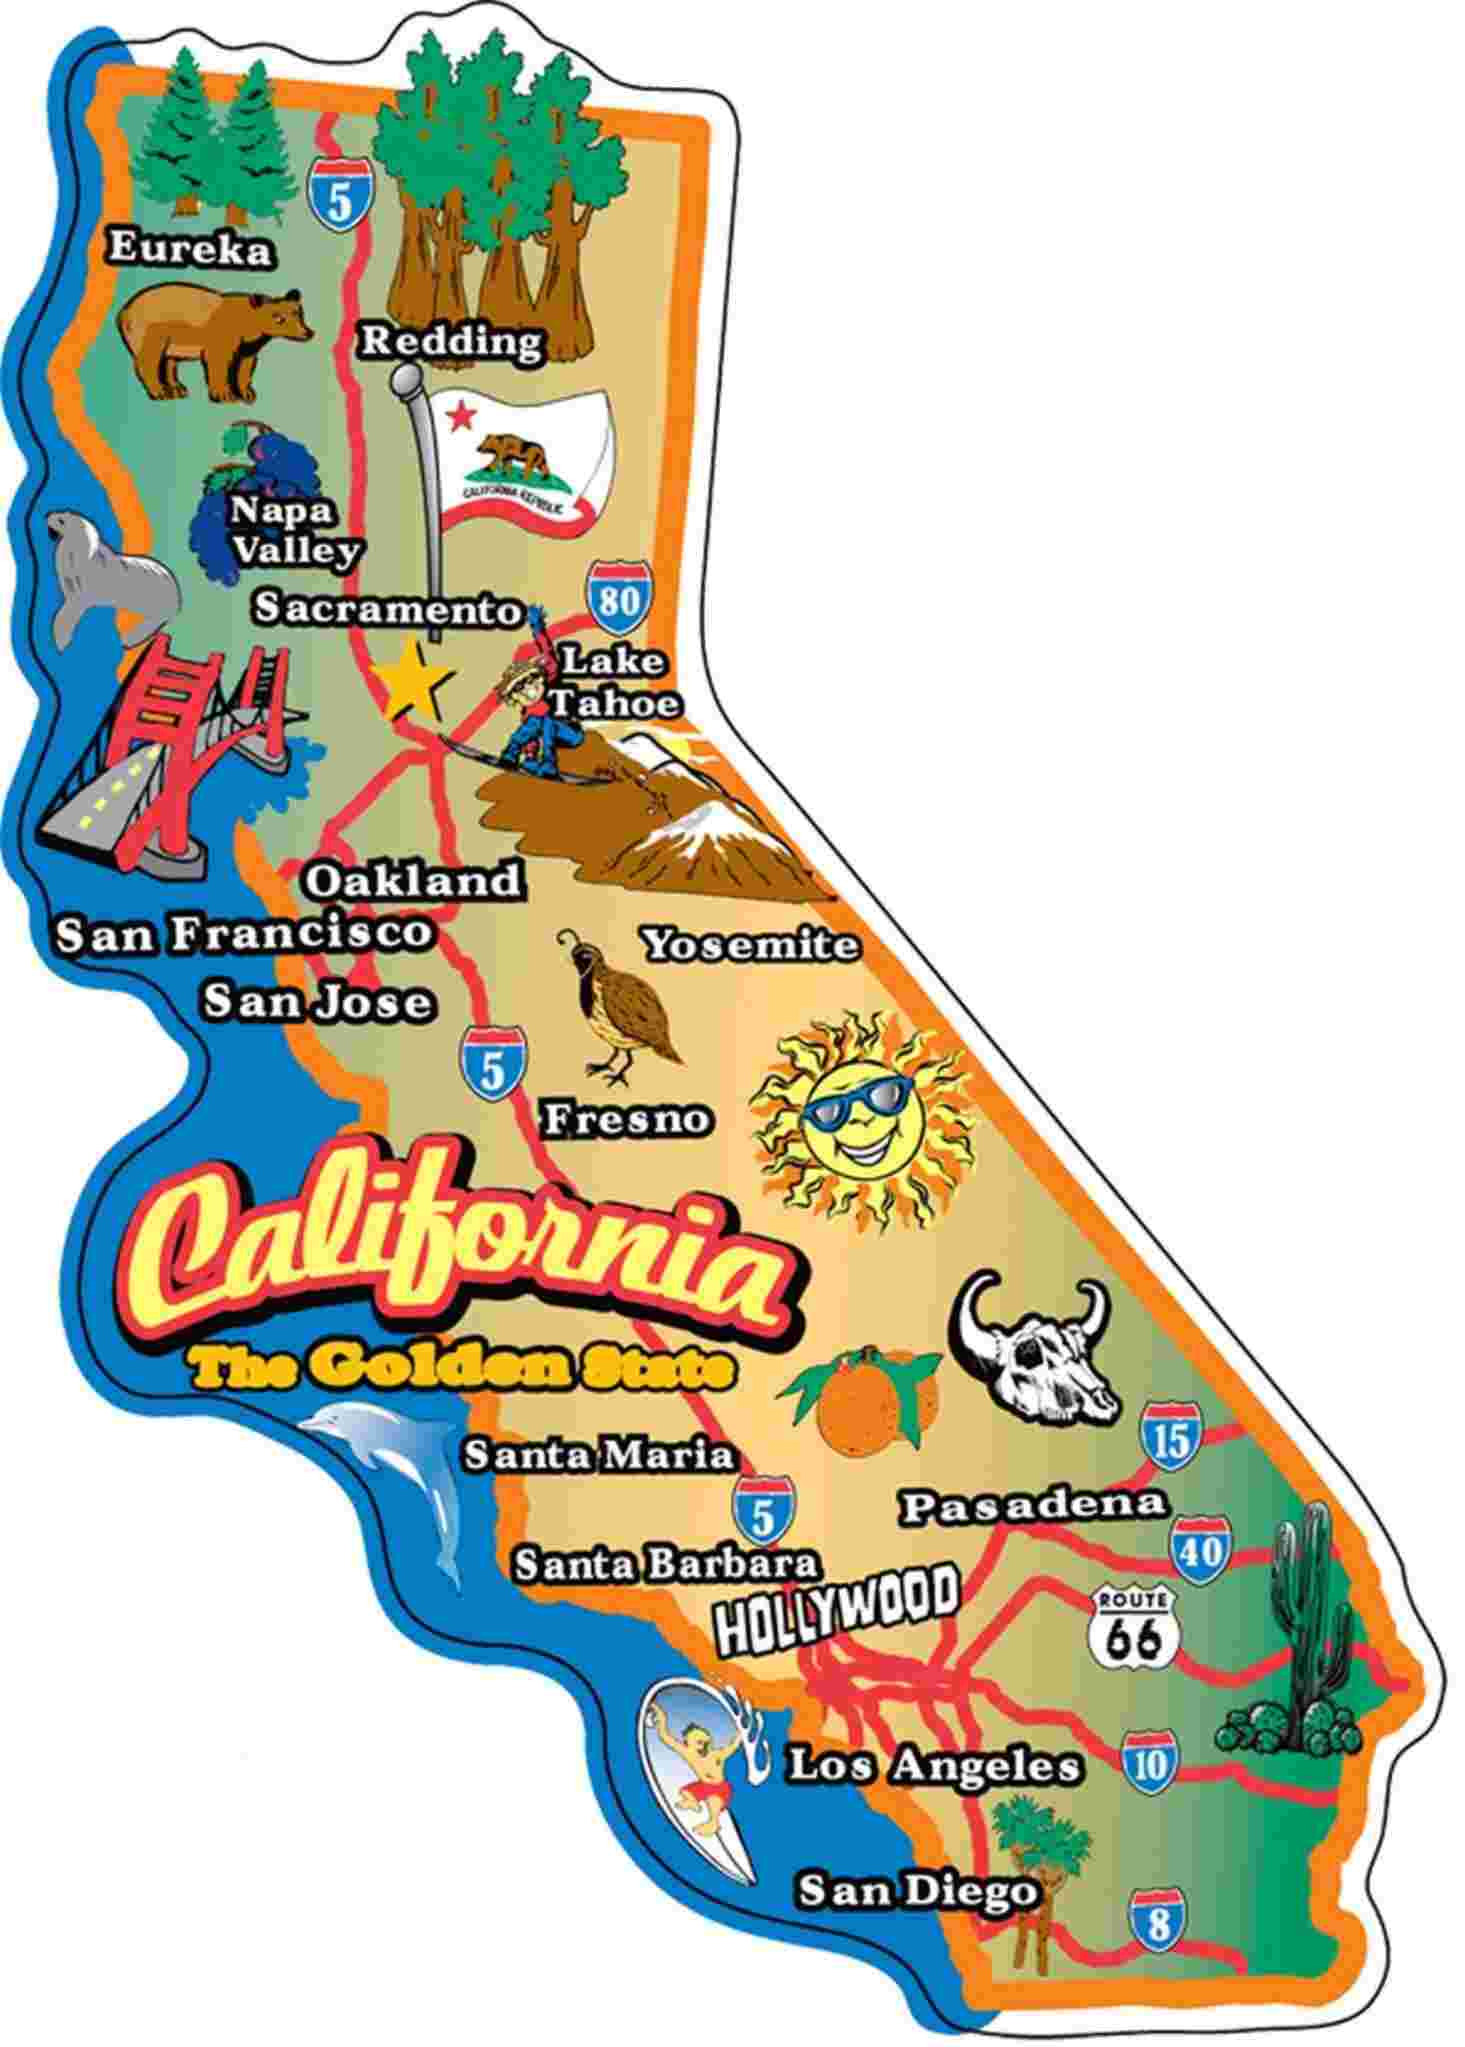 5
Eureka
Redding
CALIFORNIA REPUBLIC
Napa
Valley
Sacramento
80
Lake
Tahoe
Oakland
San Francisco
Yosemite
San Jose
5
Fresno
California
The Golden State
15
Santa Maria
5
Pasadena
40
Santa Barbara
HOLLYWOOD
ROUTE
66
Los Angeles
10
San Diego
8